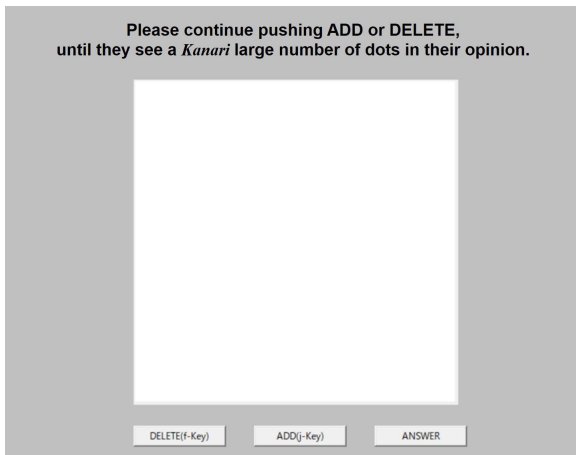 Please continue pushing ADD or DELETE,
until they see a Kanari large number of dots in their opinion.
DELETE(f-Key)
ADD(j-Key)
ANSWER